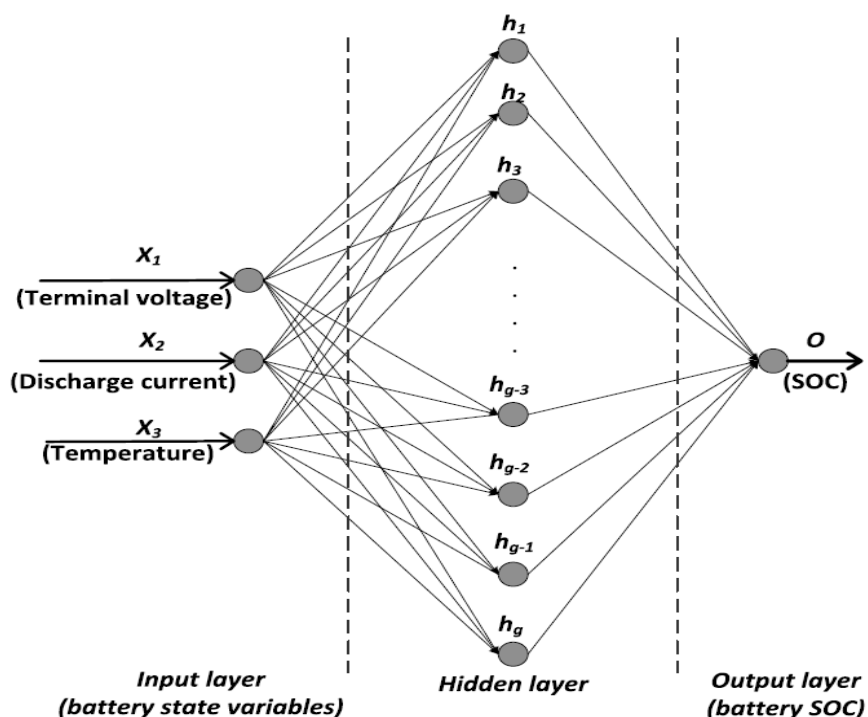 h1
h2
h3
X1
(Terminal voltage)
X2
(Discharge current)
X3
(Temperature)
O
(SOC)
hg-3
hg-2
hg-1
hg
Input layer
(battery state variables)
Hidden layer
Output layer
(battery SOC)